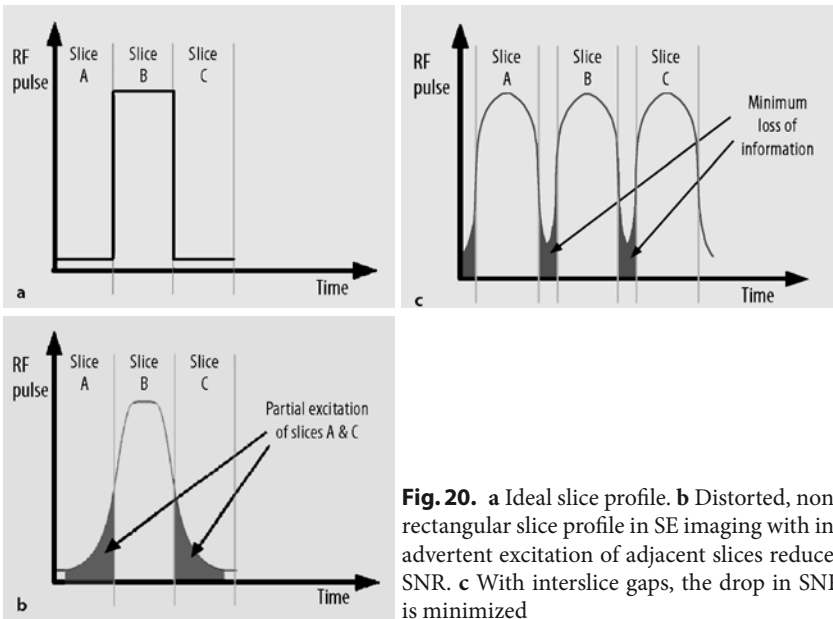 RF
pulse
Slice
A
Slice
B
Slice
C
Time
a
RF
pulse
Slice
A
Slice
B
Slice
C
Minimum
loss of
information
Time
c
RF
pulse
Slice
A
Slice
B
Slice
C
Partial excitation
of slices A & C
Time
b
Fig. 20. a Ideal slice profile. b Distorted, non
rectangular slice profile in SE imaging with in
advertent excitation of adjacent slices reduce
SNR. c With interslice gaps, the drop in SNI
is minimized